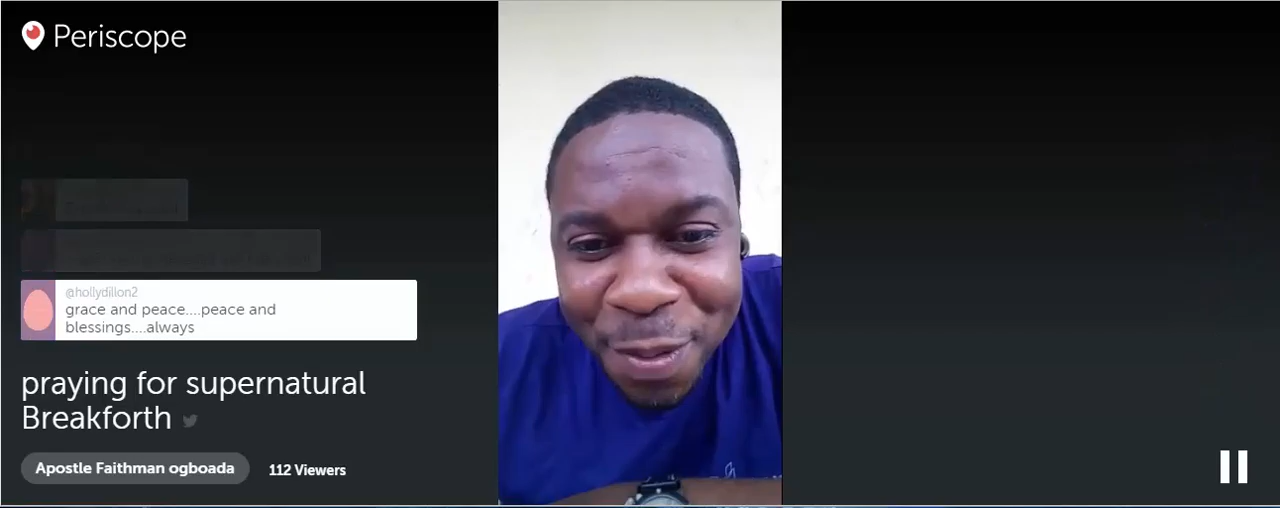 Periscope
@hollydillon2
grace and peace....peace and
blessings....always
praying for supernatural
Breakforth
Apostle Faithman ogboada
112 Viewers